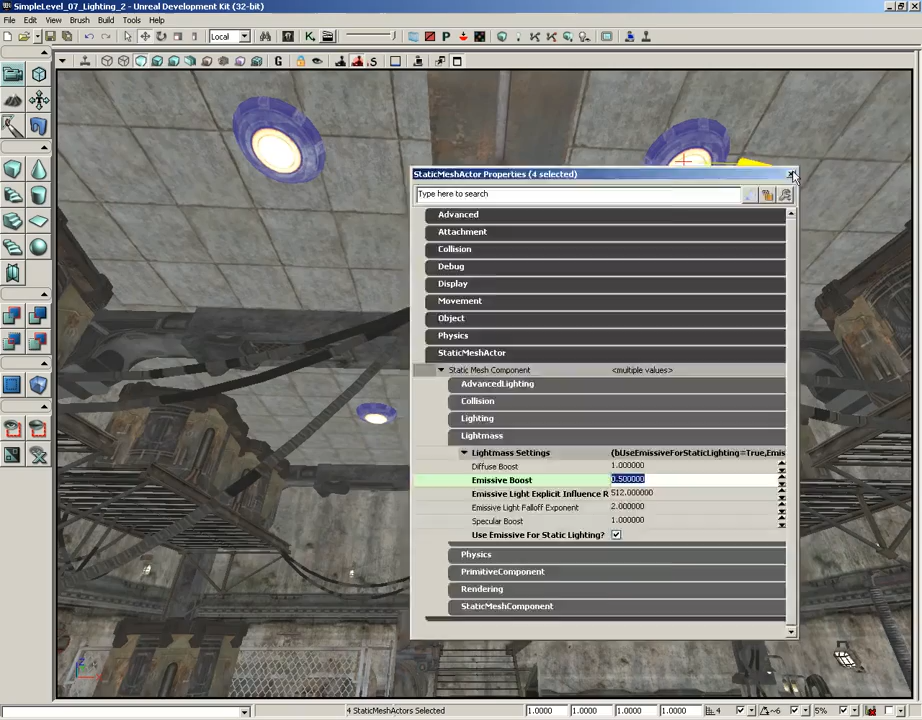 SimpleLevel_07_Lighting_2 - Unreal Development Kit (32-bit)
File Edit View Brush Build Tools Help
Local
G
P
S
StaticMeshActor Properties (4 selected)
Type here to search
Advanced
Attachment
Collision
Debug
Display
Movement
Object
Physics
StaticMeshActor
Static Mesh Component <multiple values>
AdvancedLighting
Collision
Lighting
Lightmass
Lightmass Settings (bUseEmissiveForStaticLighting=True,Emis
Diffuse Boost 1.000000
Emissive Boost 0.500000
Emissive Light Explicit Influence R 512.000000
Emissive Light Falloff Exponent 2.000000
Specular Boost 1.000000
Use Emissive For Static Lighting?
Physics
PrimitiveComponent
Rendering
StaticMeshComponent
Z
4 StaticMeshActors Selected 1.0000 1.0000 1.0000 1.0000 4 ~6 5%